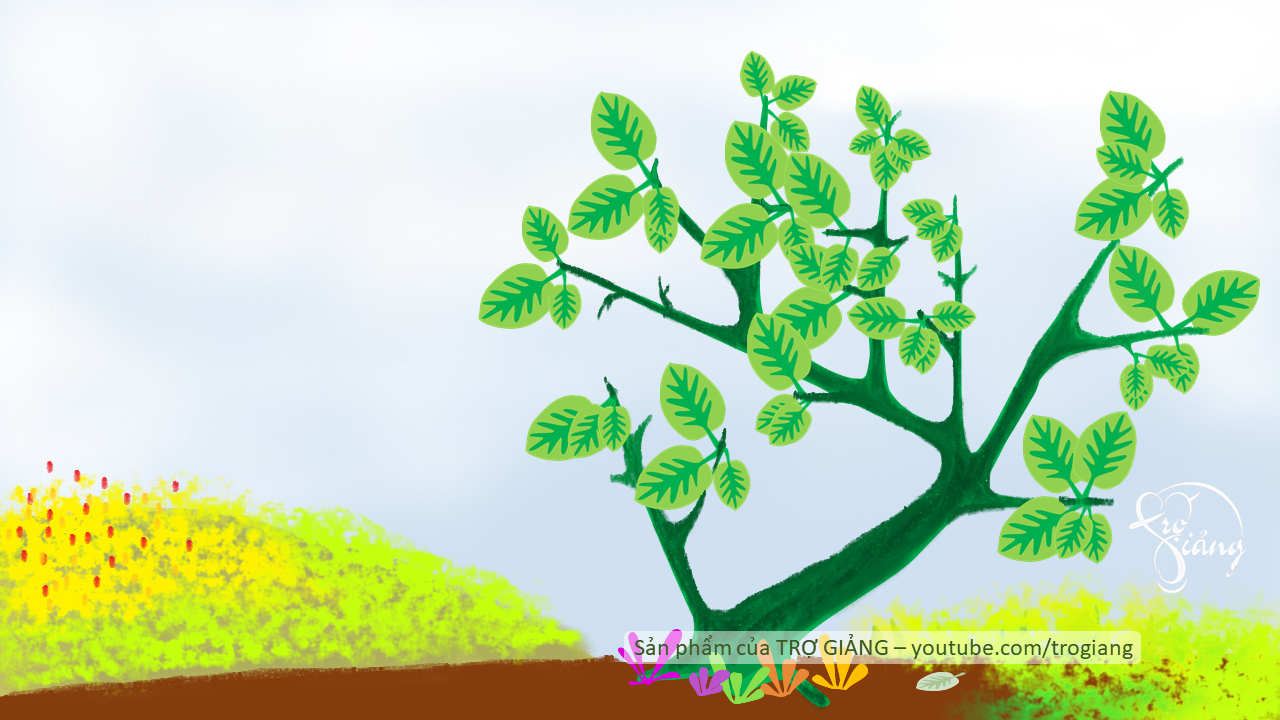 Trợ
Giảng
Sản phẩm của TRỢ GIẢNG – youtube.com/trogiang